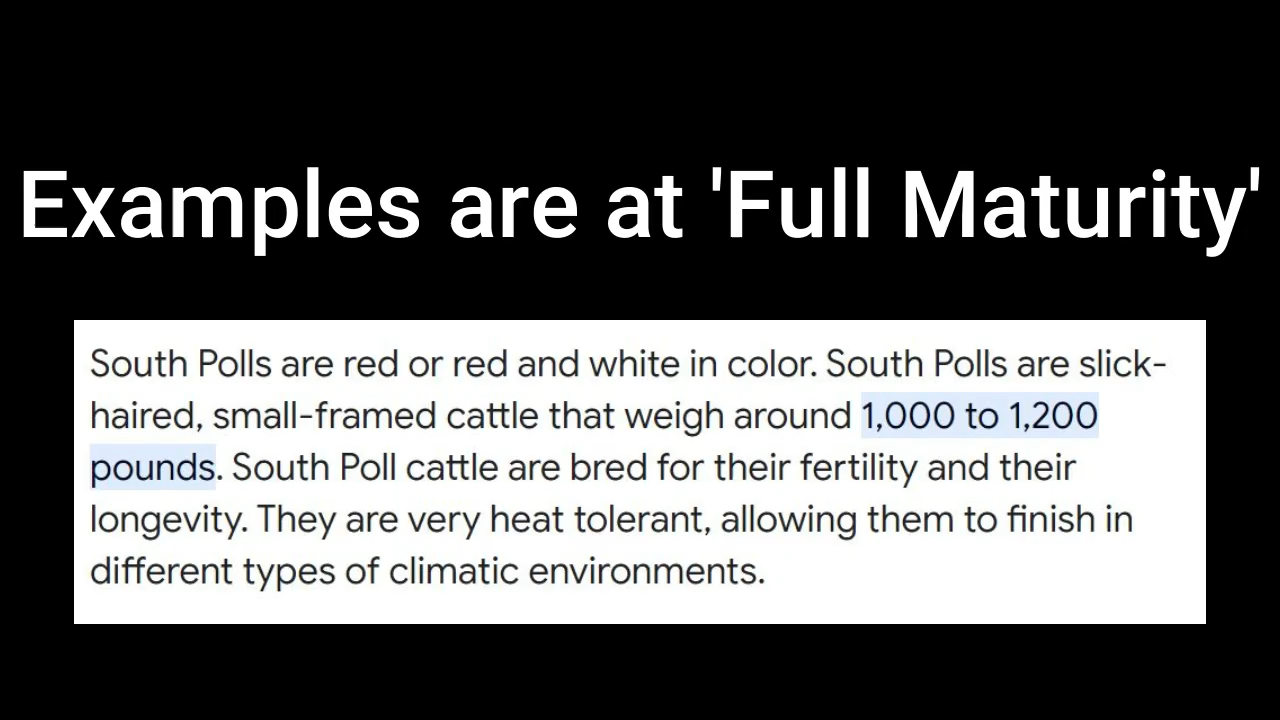 Examples are at 'Full Maturity'
South Polls are red or red and white in color. South Polls are slick-
haired, small-framed cattle that weigh around 1,000 to 1,200
pounds. South Poll cattle are bred for their fertility and their
longevity. They are very heat tolerant, allowing them to finish in
different types of climatic environments.